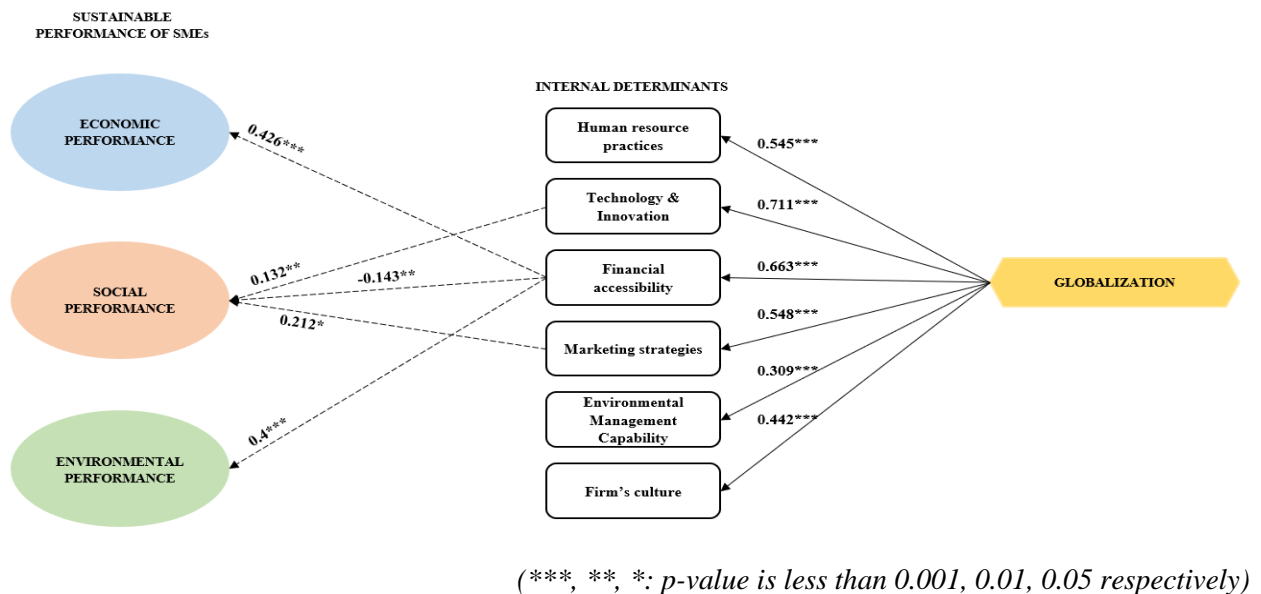 SUSTAINABLE
PERFORMANCE OF SMEs
ECONOMIC
PERFORMANCE
SOCIAL
PERFORMANCE
ENVIRONMENTAL
PERFORMANCE
0.426***
0.132**
-0.143**
0.212*
0.4***
INTERNAL DETERMINANTS
Human resource
practices
Technology &
Innovation
Financial
accessibility
Marketing strategies
Environmental
Management
Capability
Firm's culture
0.545***
0.711***
0.663***
0.548***
0.309***
0.442***
GLOBALIZATION
(***, **, *: p-value is less than 0.001, 0.01, 0.05 respectively)